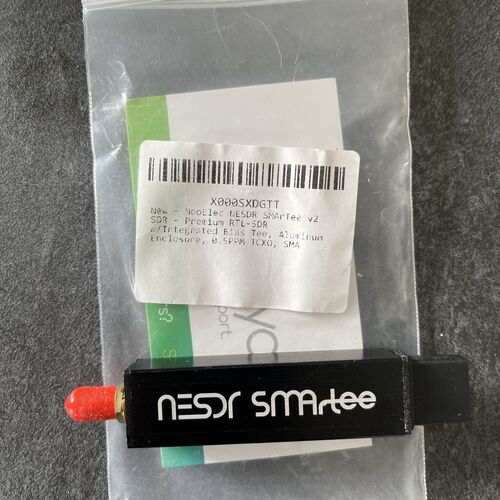 X000SXDGTT
New - NooElec NESDR SMArTee v2
SDR - Premium RTL-SDR
w/Integrated Bias Tee, Aluminum
Enclosure, 0.5PPM TCXO, SMA
port.
s?
NESDR SMArtee